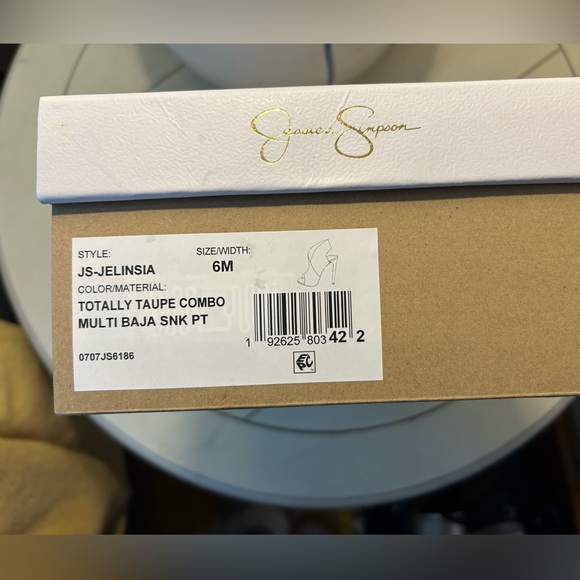 Jessica Simpson
STYLE: SIZE/WIDTH:
JS-JELINSIA 6M
COLOR/MATERIAL:
TOTALLY TAUPE COMBO
MULTI BAJA SNK PT
1 92625 80342 2
0707JS6186